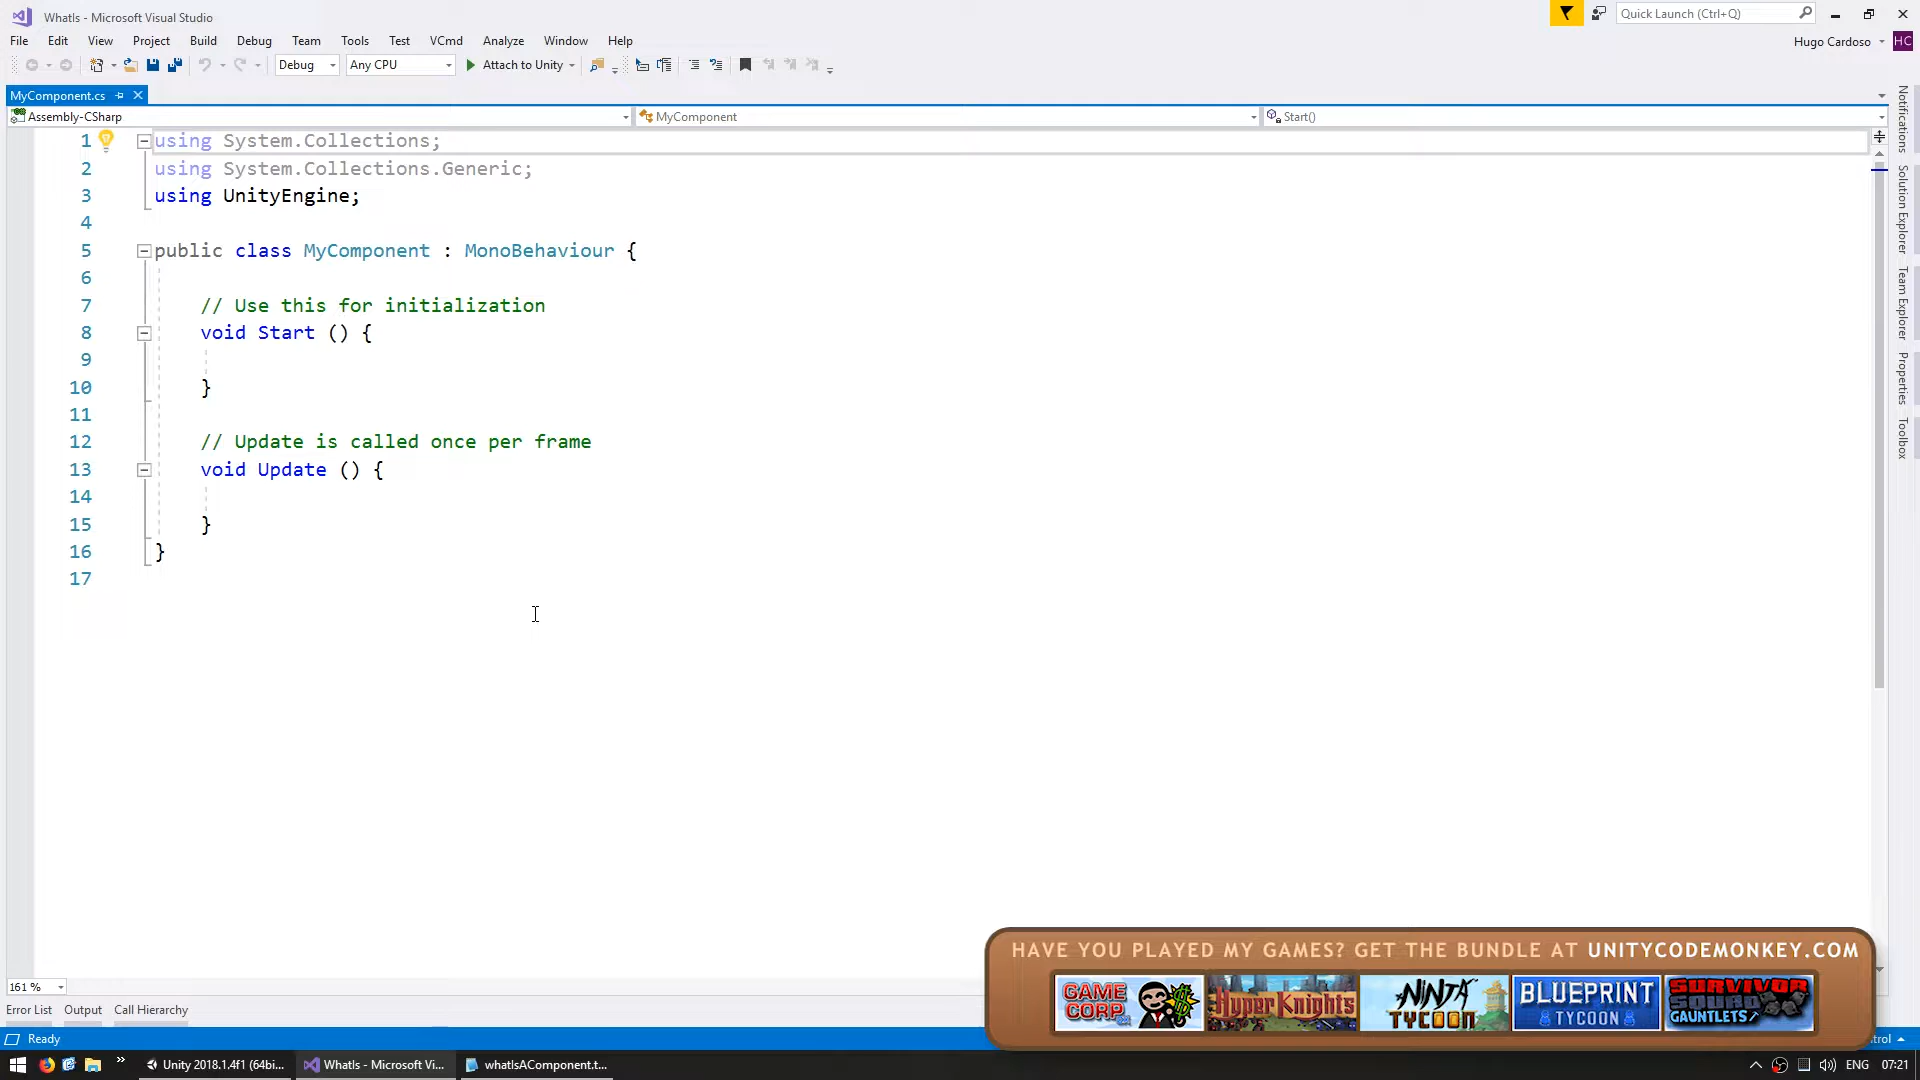 WhatIs - Microsoft Visual Studio
Quick Launch (Ctrl+Q)
File Edit View Project Build Debug Team Tools Test VCmd Analyze Window Help
Hugo Cardoso HC
Debug Any CPU Attach to Unity
MyComponent.cs
Assembly-CSharp MyComponent Start()
1 using System.Collections;
2 using System.Collections.Generic;
3 using UnityEngine;
4
5 public class MyComponent : MonoBehaviour {
6
7 // Use this for initialization
8 void Start () {
9
10 }
11
12 // Update is called once per frame
13 void Update () {
14
15 }
16 }
17
Notifications
Solution Explorer
Team Explorer
Properties
Toolbox
161 %
HAVE YOU PLAYED MY GAMES? GET THE BUNDLE AT UNITYCODEMONKEY.COM
GAME CORP DX
HYPER KNIGHTS
NINJA TYCOON
BLUEPRINT TYCOON
SURVIVOR SQUAD GAUNTLETS
Error List Output Call Hierarchy
Ready
trol
Unity 2018.1.4f1 (64bi... WhatIs - Microsoft Vi... whatIsAComponent.t...
ENG 07:21